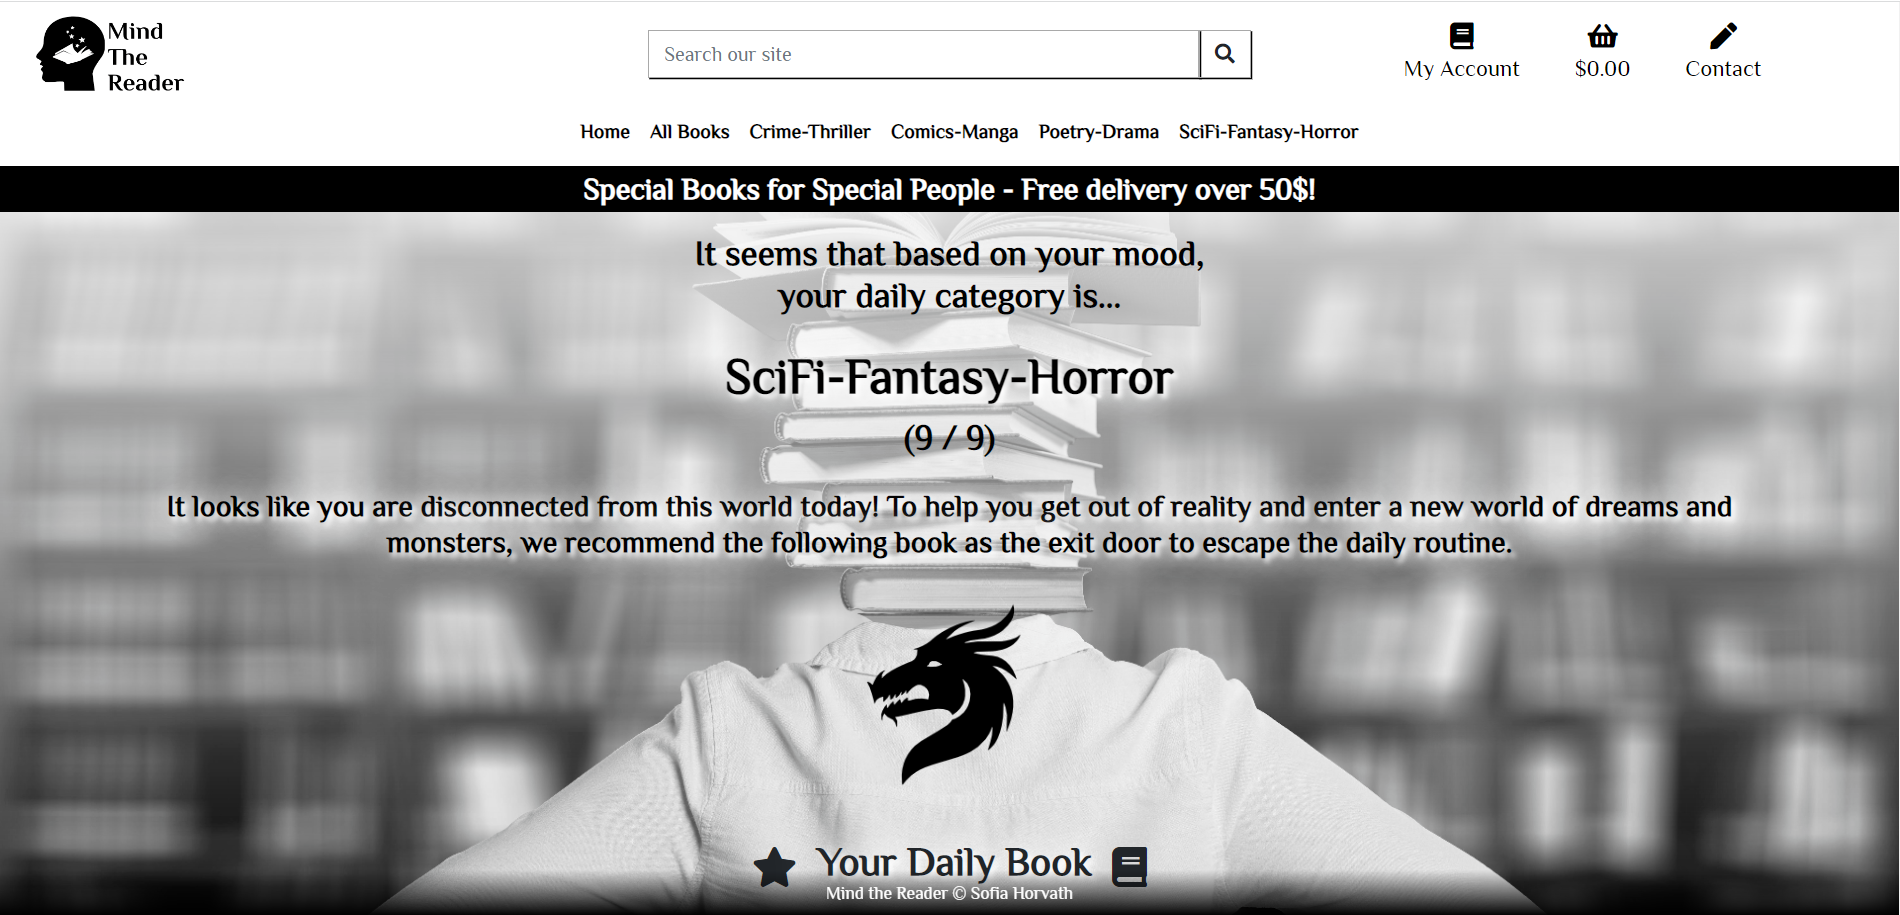 Mind
The
Reader
Search our site
My Account
$0.00
Contact
Home All Books Crime-Thriller Comics-Manga Poetry-Drama SciFi-Fantasy-Horror
Special Books for Special People - Free delivery over 50$!
It seems that based on your mood,
your daily category is...
SciFi-Fantasy-Horror
(9 / 9)
It looks like you are disconnected from this world today! To help you get out of reality and enter a new world of dreams and
monsters, we recommend the following book as the exit door to escape the daily routine.
Your Daily Book
Mind the Reader © Sofia Horvath